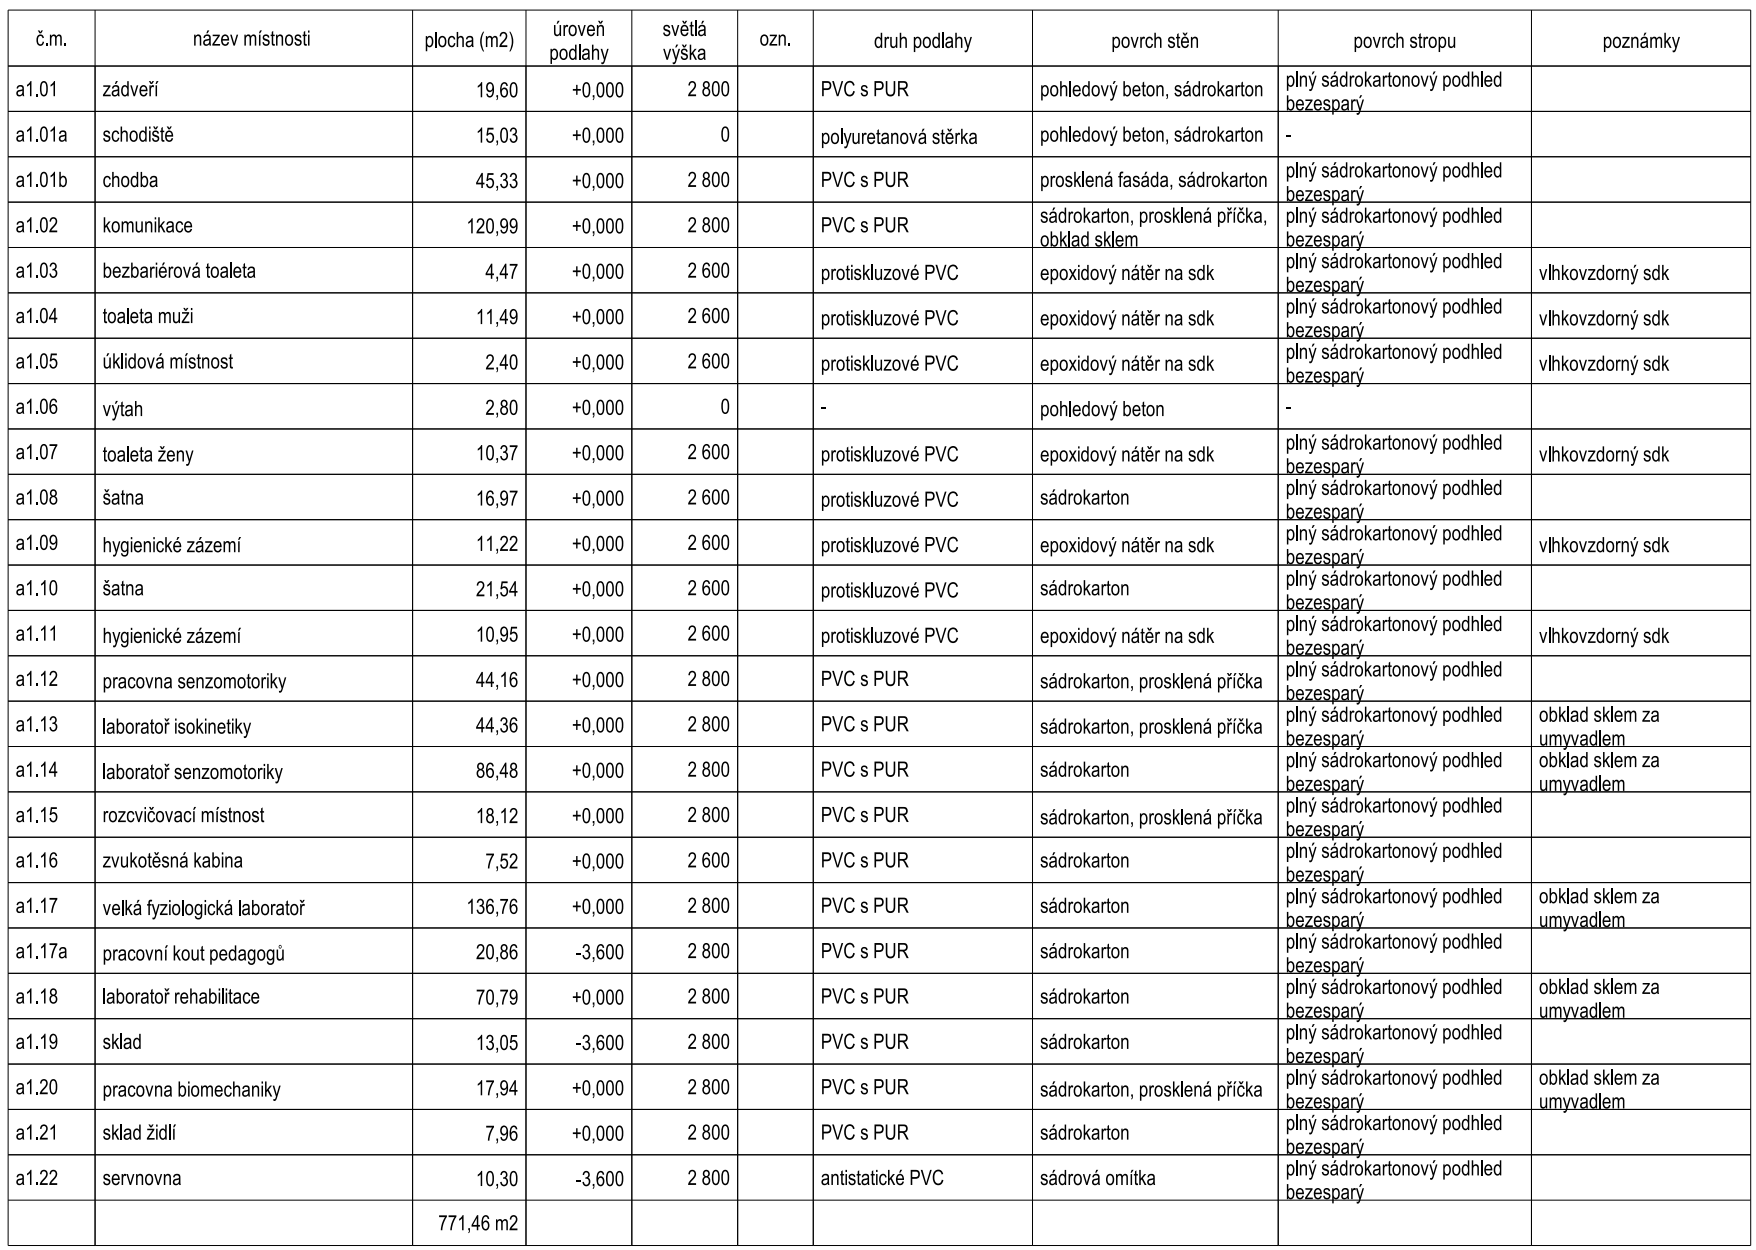 č.m. název místnosti plocha (m2) úroveň podlahy světlá výška ozn. druh podlahy povrch stěn povrch stropu poznámky
a1.01 zádveří 19,60 +0,000 2 800 PVC s PUR pohledový beton, sádrokarton plný sádrokartonový podhled bezesparý
a1.01a schodiště 15,03 +0,000 0 polyuretanová stěrka pohledový beton, sádrokarton -
a1.01b chodba 45,33 +0,000 2 800 PVC s PUR prosklená fasáda, sádrokarton plný sádrokartonový podhled bezesparý
a1.02 komunikace 120,99 +0,000 2 800 PVC s PUR sádrokarton, prosklená příčka, obklad sklem plný sádrokartonový podhled bezesparý
a1.03 bezbariérová toaleta 4,47 +0,000 2 600 protiskluzové PVC epoxidový nátěr na sdk plný sádrokartonový podhled bezesparý vlhkovzdorný sdk
a1.04 toaleta muži 11,49 +0,000 2 600 protiskluzové PVC epoxidový nátěr na sdk plný sádrokartonový podhled bezesparý vlhkovzdorný sdk
a1.05 úklidová místnost 2,40 +0,000 2 600 protiskluzové PVC epoxidový nátěr na sdk plný sádrokartonový podhled bezesparý vlhkovzdorný sdk
a1.06 výtah 2,80 +0,000 0 - pohledový beton -
a1.07 toaleta ženy 10,37 +0,000 2 600 protiskluzové PVC epoxidový nátěr na sdk plný sádrokartonový podhled bezesparý vlhkovzdorný sdk
a1.08 šatna 16,97 +0,000 2 600 protiskluzové PVC sádrokarton plný sádrokartonový podhled bezesparý
a1.09 hygienické zázemí 11,22 +0,000 2 600 protiskluzové PVC epoxidový nátěr na sdk plný sádrokartonový podhled bezesparý vlhkovzdorný sdk
a1.10 šatna 21,54 +0,000 2 600 protiskluzové PVC sádrokarton plný sádrokartonový podhled bezesparý
a1.11 hygienické zázemí 10,95 +0,000 2 600 protiskluzové PVC epoxidový nátěr na sdk plný sádrokartonový podhled bezesparý vlhkovzdorný sdk
a1.12 pracovna senzomotoriky 44,16 +0,000 2 800 PVC s PUR sádrokarton, prosklená příčka plný sádrokartonový podhled bezesparý
a1.13 laboratoř isokinetiky 44,36 +0,000 2 800 PVC s PUR sádrokarton, prosklená příčka plný sádrokartonový podhled bezesparý obklad sklem za umyvadlem
a1.14 laboratoř senzomotoriky 86,48 +0,000 2 800 PVC s PUR sádrokarton plný sádrokartonový podhled bezesparý obklad sklem za umyvadlem
a1.15 rozcvičovací místnost 18,12 +0,000 2 800 PVC s PUR sádrokarton, prosklená příčka plný sádrokartonový podhled bezesparý
a1.16 zvukotěsná kabina 7,52 +0,000 2 600 PVC s PUR sádrokarton plný sádrokartonový podhled bezesparý
a1.17 velká fyziologická laboratoř 136,76 +0,000 2 800 PVC s PUR sádrokarton plný sádrokartonový podhled bezesparý obklad sklem za umyvadlem
a1.17a pracovní kout pedagogů 20,86 -3,600 2 800 PVC s PUR sádrokarton plný sádrokartonový podhled bezesparý
a1.18 laboratoř rehabilitace 70,79 +0,000 2 800 PVC s PUR sádrokarton plný sádrokartonový podhled bezesparý obklad sklem za umyvadlem
a1.19 sklad 13,05 -3,600 2 800 PVC s PUR sádrokarton plný sádrokartonový podhled bezesparý
a1.20 pracovna biomechaniky 17,94 +0,000 2 800 PVC s PUR sádrokarton, prosklená příčka plný sádrokartonový podhled bezesparý obklad sklem za umyvadlem
a1.21 sklad židlí 7,96 +0,000 2 800 PVC s PUR sádrokarton plný sádrokartonový podhled bezesparý
a1.22 servnovna 10,30 -3,600 2 800 antistatické PVC sádrová omítka plný sádrokartonový podhled bezesparý
771,46 m2